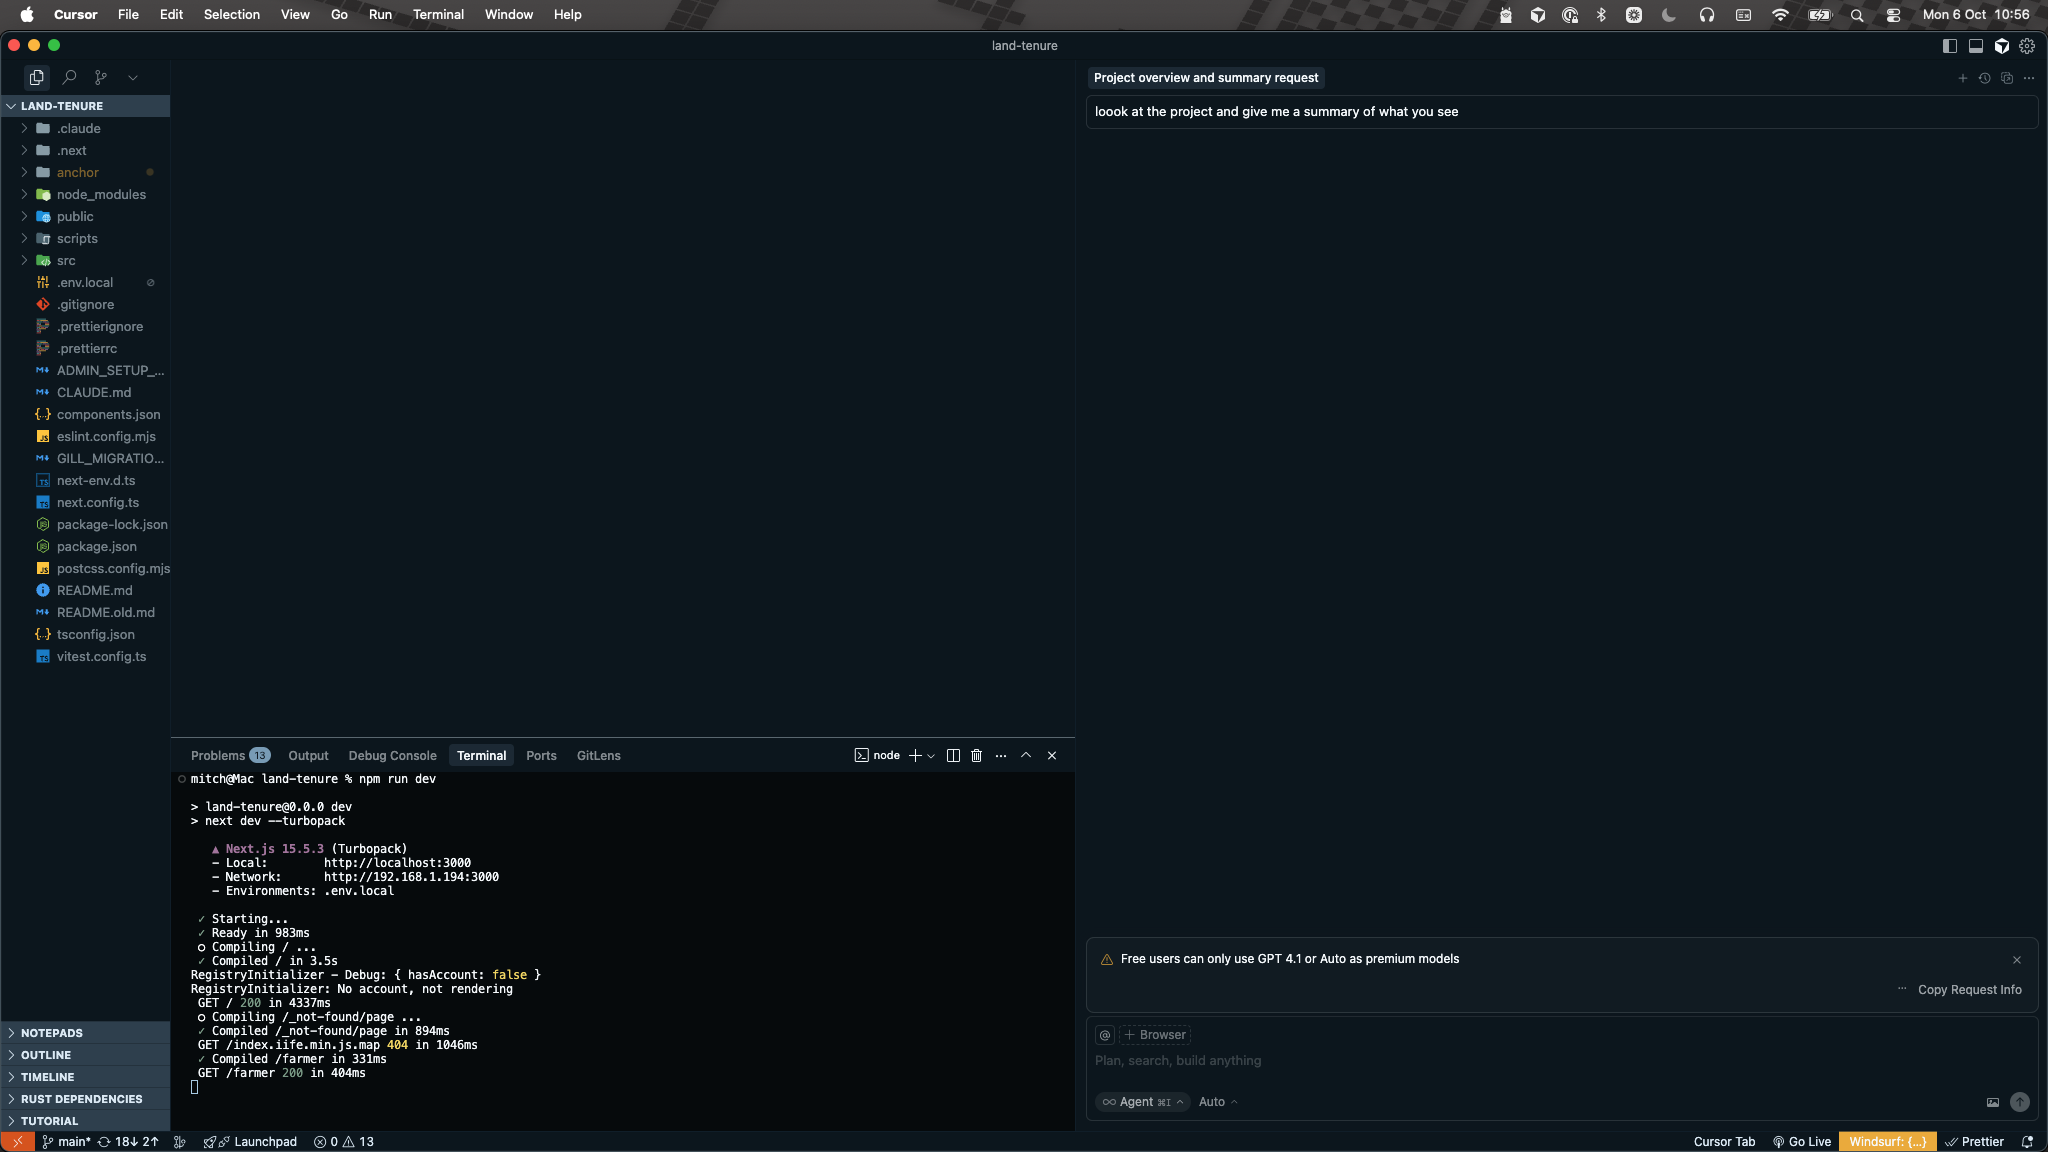 Cursor File Edit Selection View Go Run Terminal Window Help
Mon 6 Oct 10:56
land-tenure
LAND-TENURE
.claude
.next
anchor
node_modules
public
scripts
src
.env.local
.gitignore
.prettierignore
.prettierrc
ADMIN_SETUP_...
CLAUDE.md
components.json
eslint.config.mjs
GILL_MIGRATIO...
next-env.d.ts
next.config.ts
package-lock.json
package.json
postcss.config.mjs
README.md
README.old.md
tsconfig.json
vitest.config.ts
NOTEPADS
OUTLINE
TIMELINE
RUST DEPENDENCIES
TUTORIAL
Problems 13 Output Debug Console Terminal Ports GitLens
node
mitch@Mac land-tenure % npm run dev
> land-tenure@0.0.0 dev
> next dev --turbopack
▲ Next.js 15.5.3 (Turbopack)
- Local: http://localhost:3000
- Network: http://192.168.1.194:3000
- Environments: .env.local
✓ Starting...
✓ Ready in 983ms
○ Compiling / ...
✓ Compiled / in 3.5s
RegistryInitializer - Debug: { hasAccount: false }
RegistryInitializer: No account, not rendering
GET / 200 in 4337ms
○ Compiling /_not-found/page ...
✓ Compiled /_not-found/page in 894ms
GET /index.iife.min.js.map 404 in 1046ms
✓ Compiled /farmer in 331ms
GET /farmer 200 in 404ms
Project overview and summary request
loook at the project and give me a summary of what you see
Free users can only use GPT 4.1 or Auto as premium models
... Copy Request Info
@ + Browser
Plan, search, build anything
∞ Agent ⌘I Auto
main* 18↓ 2↑ Launchpad 0 13
Cursor Tab Go Live Windsurf: {...} Prettier